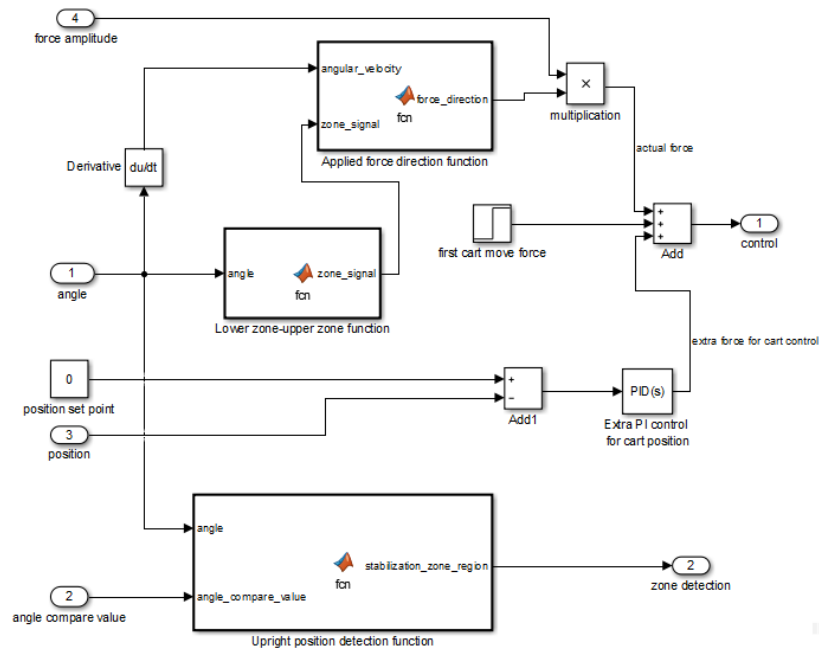 4
force amplitude
angular_velocity
force_direction
fcn
zone_signal
Applied force direction function
×
multiplication
actual force
Derivative
du/dt
+
+
+
Add
1
control
first cart move force
1
angle
angle
zone_signal
fcn
Lower zone-upper zone function
extra force for cart control
0
position set point
+
−
Add1
PID(s)
Extra PI control
for cart position
3
position
angle
stabilization_zone_region
fcn
angle_compare_value
Upright position detection function
2
zone detection
2
angle compare value